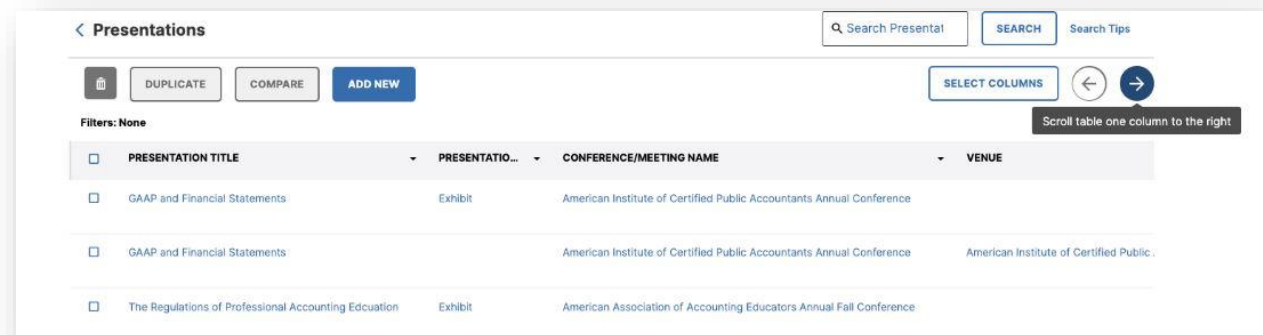 Presentations
Search Presentat
SEARCH
Search Tips
DUPLICATE
COMPARE
ADD NEW
SELECT COLUMNS
Scroll table one column to the right
Filters: None
PRESENTATION TITLE
PRESENTATIO...
CONFERENCE/MEETING NAME
VENUE
GAAP and Financial Statements
Exhibit
American Institute of Certified Public Accountants Annual Conference
GAAP and Financial Statements
American Institute of Certified Public Accountants Annual Conference
American Institute of Certified Public .
The Regulations of Professional Accounting Edcuation
Exhibit
American Association of Accounting Educators Annual Fall Conference